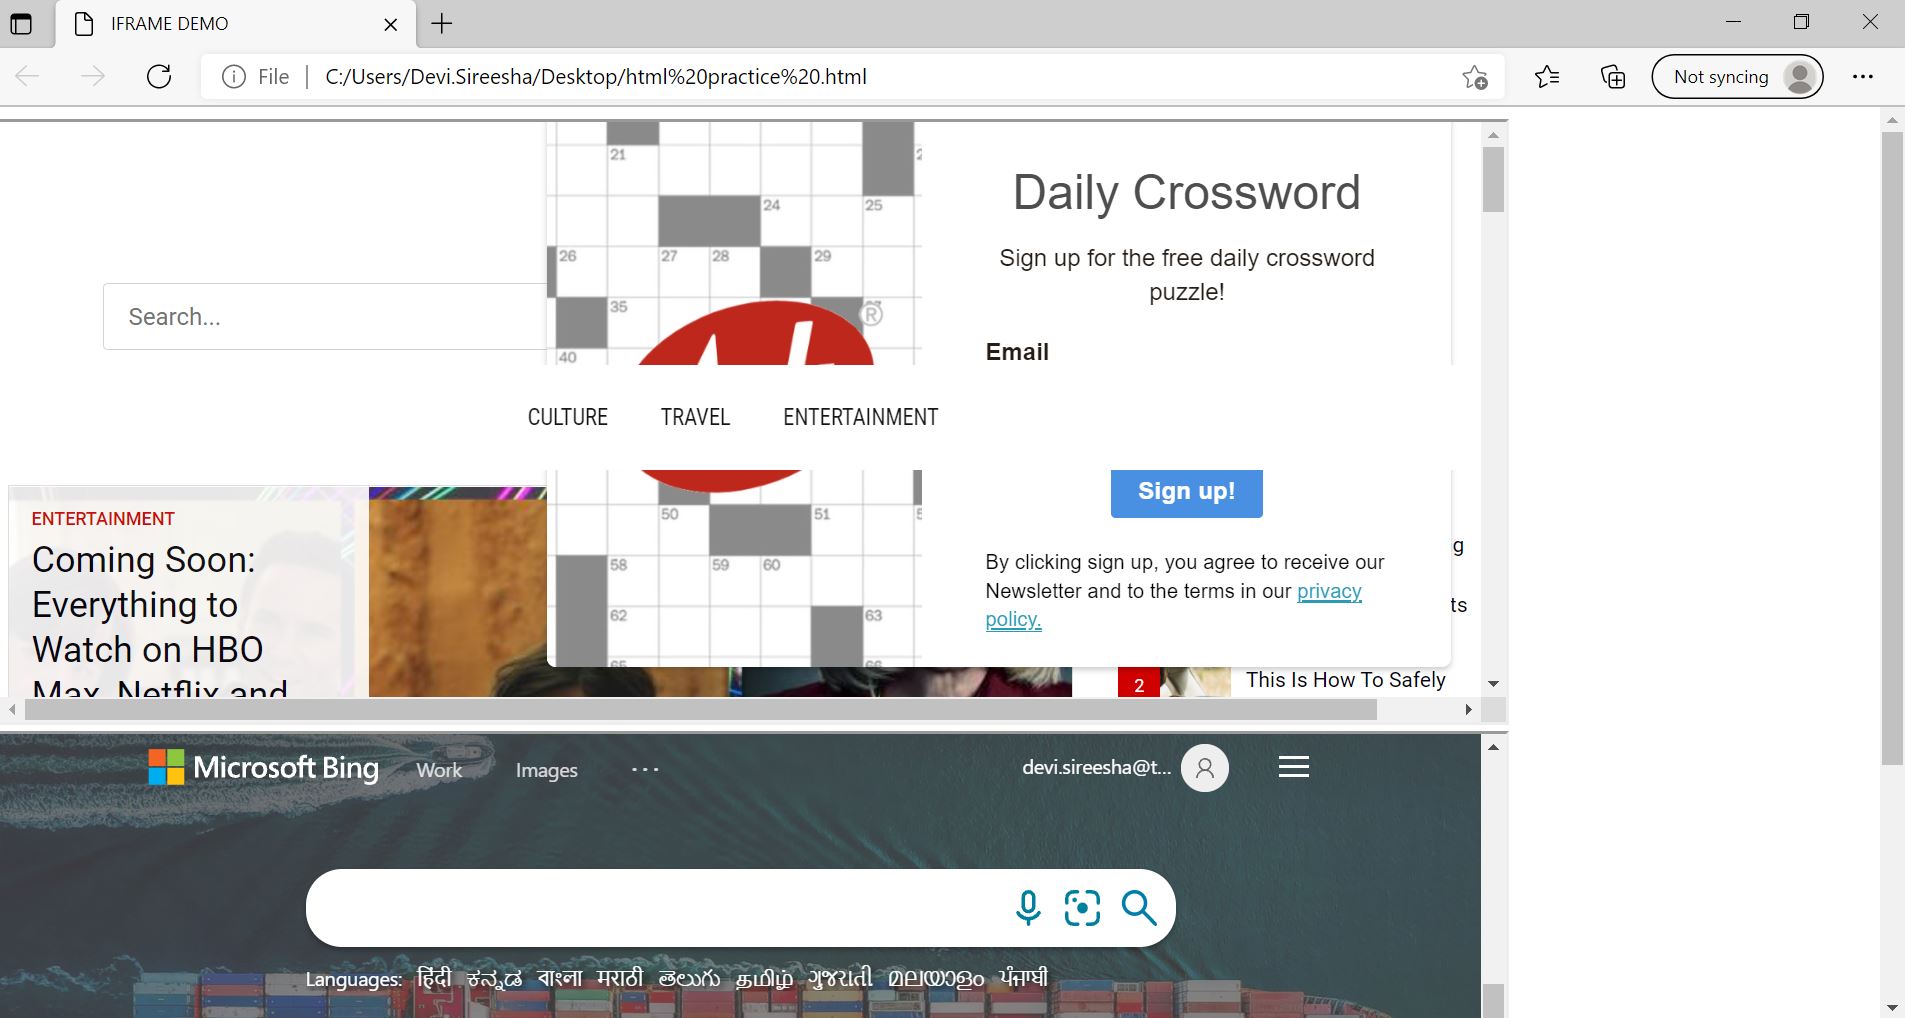 IFRAME DEMO
File
C:/Users/Devi.Sireesha/Desktop/html%20practice%20.html
Not syncing
21
24 25
26 27 28 29
35
40
Search...
®
Daily Crossword
Sign up for the free daily crossword
puzzle!
Email
CULTURE TRAVEL ENTERTAINMENT
50 51
58 59 60
62 63
Sign up!
By clicking sign up, you agree to receive our
Newsletter and to the terms in our privacy
policy.
ENTERTAINMENT
Coming Soon:
Everything to
Watch on HBO
Max, Netflix and
g
ts
2
This Is How To Safely
Microsoft Bing Work Images ...
devi.sireesha@t...
Languages: हिंदी ಕನ್ನಡ বাংলা मराठी తెలుగు தமிழ் ગુજરાતી മലയാളം ਪੰਜਾਬੀ